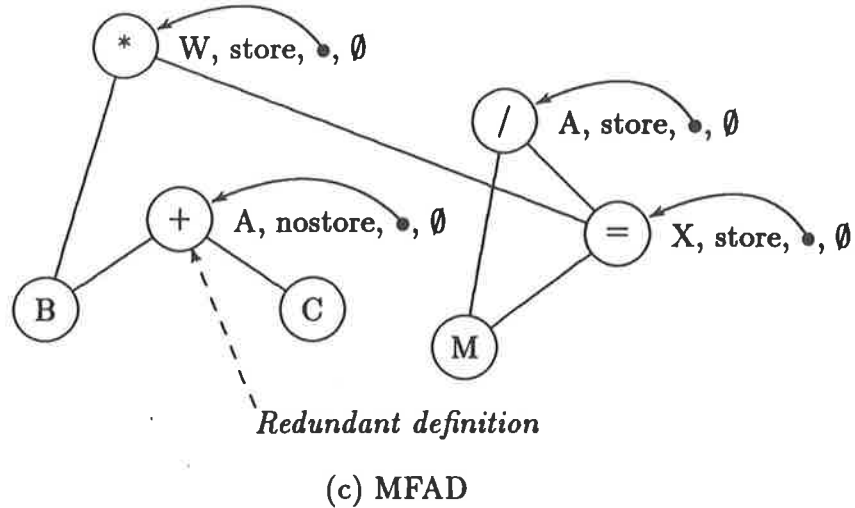 * W, store, •, ∅
/ A, store, •, ∅
+ A, nostore, •, ∅
= X, store, •, ∅
B
C
M
Redundant definition
(c) MFAD